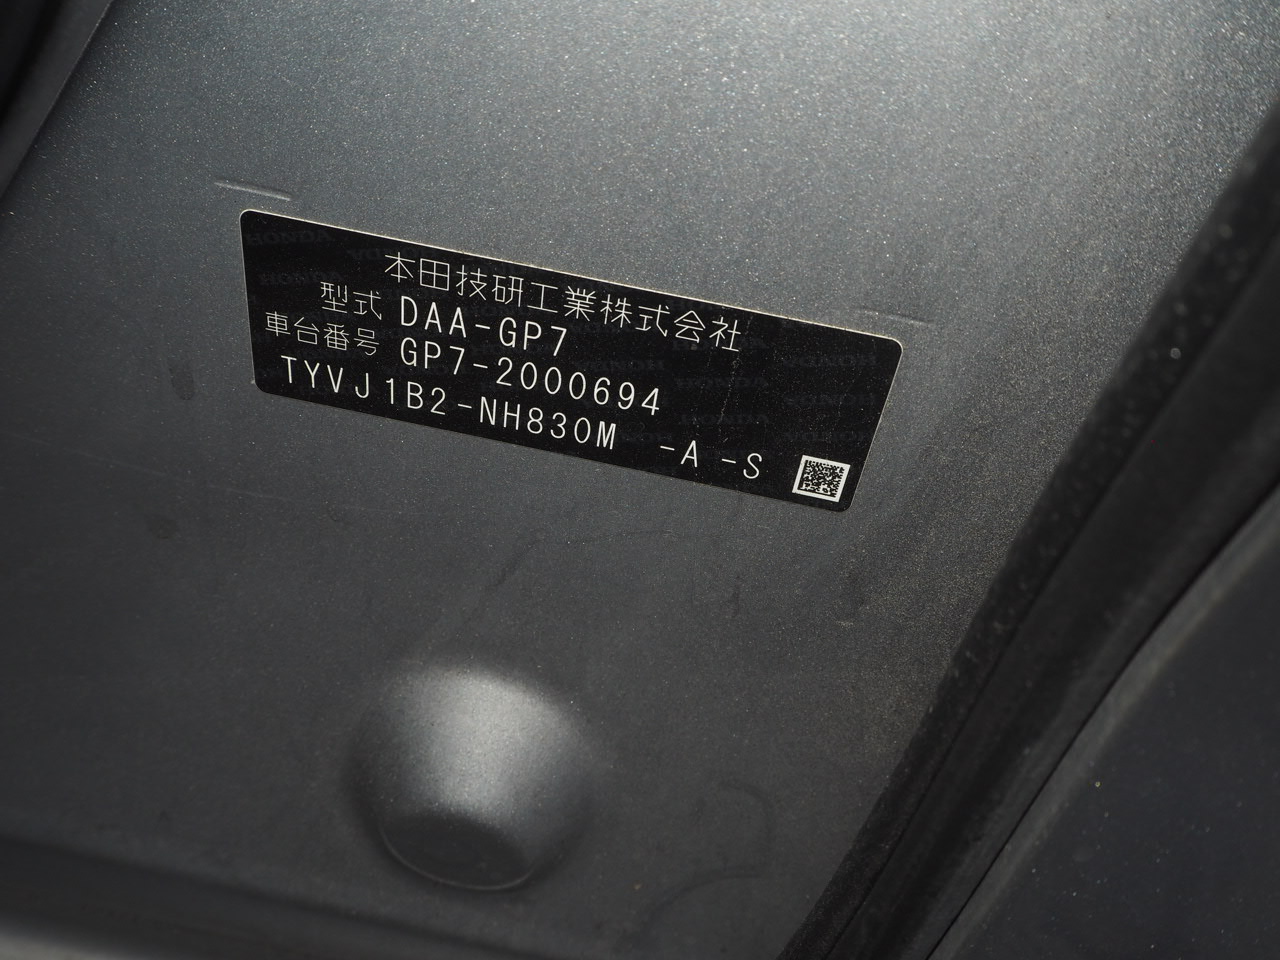 本田技研工業株式会社
型式 DAA-GP7
車台番号 GP7-2000694
TYVJ1B2-NH830M -A -S